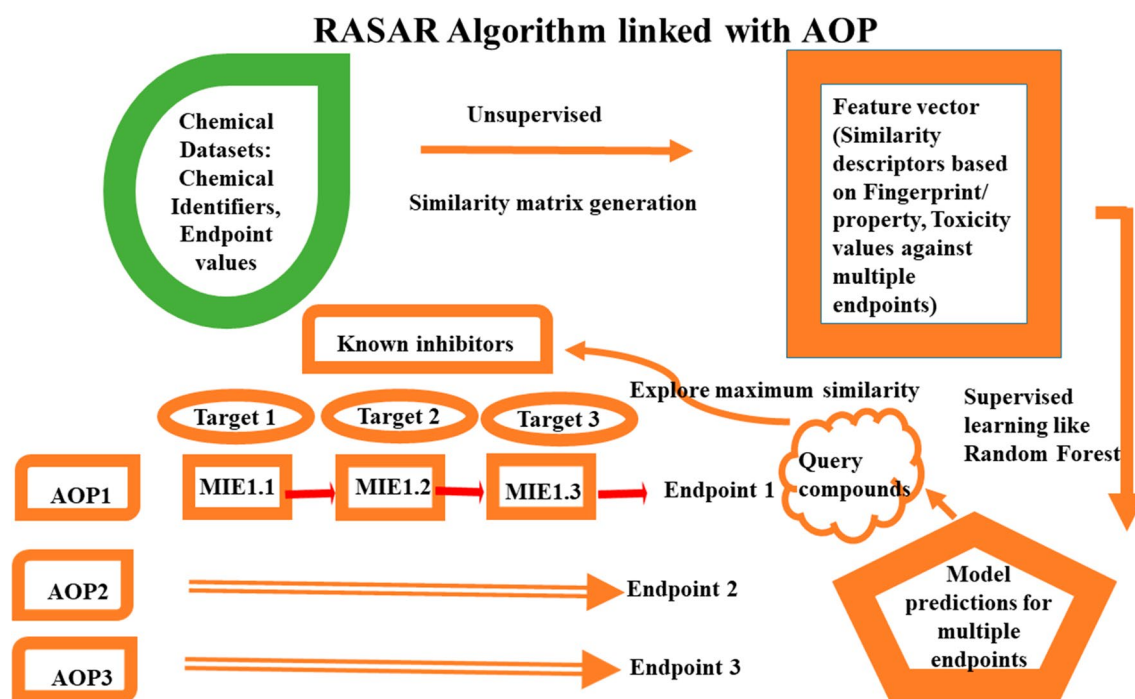 RASAR Algorithm linked with AOP
Chemical
Datasets:
Chemical
Identifiers,
Endpoint
values
Unsupervised
Similarity matrix generation
Feature vector
(Similarity
descriptors based
on Fingerprint/
property, Toxicity
values against
multiple
endpoints)
Known inhibitors
Explore maximum similarity
Supervised
learning like
Random Forest
Target 1
Target 2
Target 3
Query
compounds
AOP1
MIE1.1
MIE1.2
MIE1.3
Endpoint 1
AOP2
Endpoint 2
Model
predictions for
multiple
endpoints
AOP3
Endpoint 3